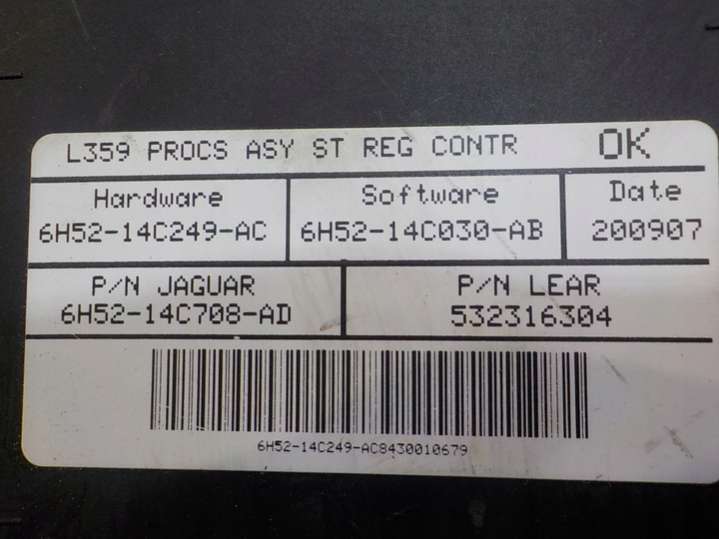 L359 PROCS ASY ST REG CONTR OK
Hardware Software Date
6H52-14C249-AC 6H52-14C030-AB 200907
P/N JAGUAR P/N LEAR
6H52-14C708-AD 532316304
6H52-14C249-AC8430010679